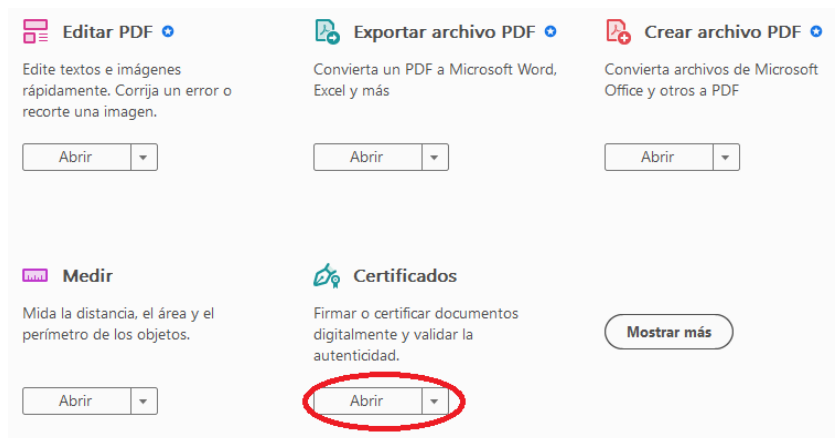 Editar PDF
Edite textos e imágenes
rápidamente. Corrija un error o
recorte una imagen.
Abrir
Exportar archivo PDF
Convierta un PDF a Microsoft Word,
Excel y más
Abrir
Crear archivo PDF
Convierta archivos de Microsoft
Office y otros a PDF
Abrir
Medir
Mida la distancia, el área y el
perímetro de los objetos.
Abrir
Certificados
Firmar o certificar documentos
digitalmente y validar la
autenticidad.
Abrir
Mostrar más